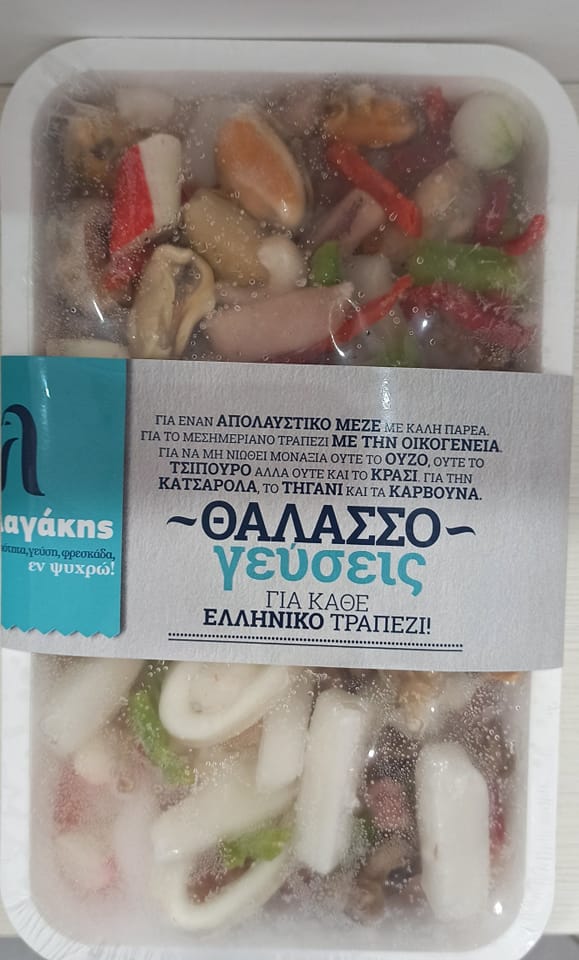 ΓΙΑ ΕΝΑΝ ΑΠΟΛΑΥΣΤΙΚΟ ΜΕΖΕ ΜΕ ΚΑΛΗ ΠΑΡΕΑ.
ΓΙΑ ΤΟ ΜΕΣΗΜΕΡΙΑΝΟ ΤΡΑΠΕΖΙ ΜΕ ΤΗΝ ΟΙΚΟΓΕΝΕΙΑ.
ΓΙΑ ΝΑ ΜΗ ΝΙΩΘΕΙ ΜΟΝΑΞΙΑ ΟΥΤΕ ΤΟ ΟΥΖΟ, ΟΥΤΕ ΤΟ
ΤΣΙΠΟΥΡΟ ΑΛΛΑ ΟΥΤΕ ΚΑΙ ΤΟ ΚΡΑΣΙ. ΓΙΑ ΤΗΝ
ΚΑΤΣΑΡΟΛΑ, ΤΟ ΤΗΓΑΝΙ ΚΑΙ ΤΑ ΚΑΡΒΟΥΝΑ.
~ΘΑΛΑΣΣΟ~
γεύσεις
ΓΙΑ ΚΑΘΕ
ΕΛΛΗΝΙΚΟ ΤΡΑΠΕΖΙ!
αγάκης
γεύση, φρεσκάδα,
εν ψυχρώ!